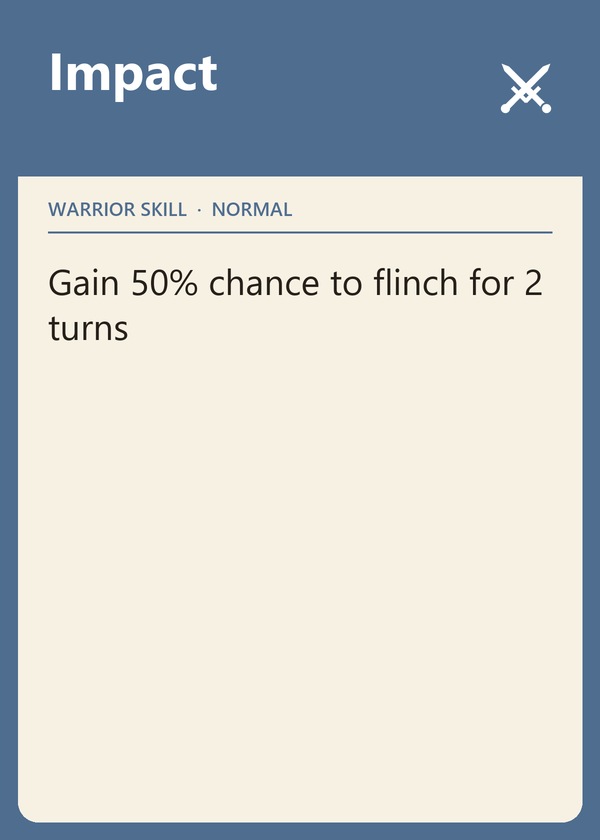 Impact
WARRIOR SKILL · NORMAL
Gain 50% chance to flinch for 2
turns